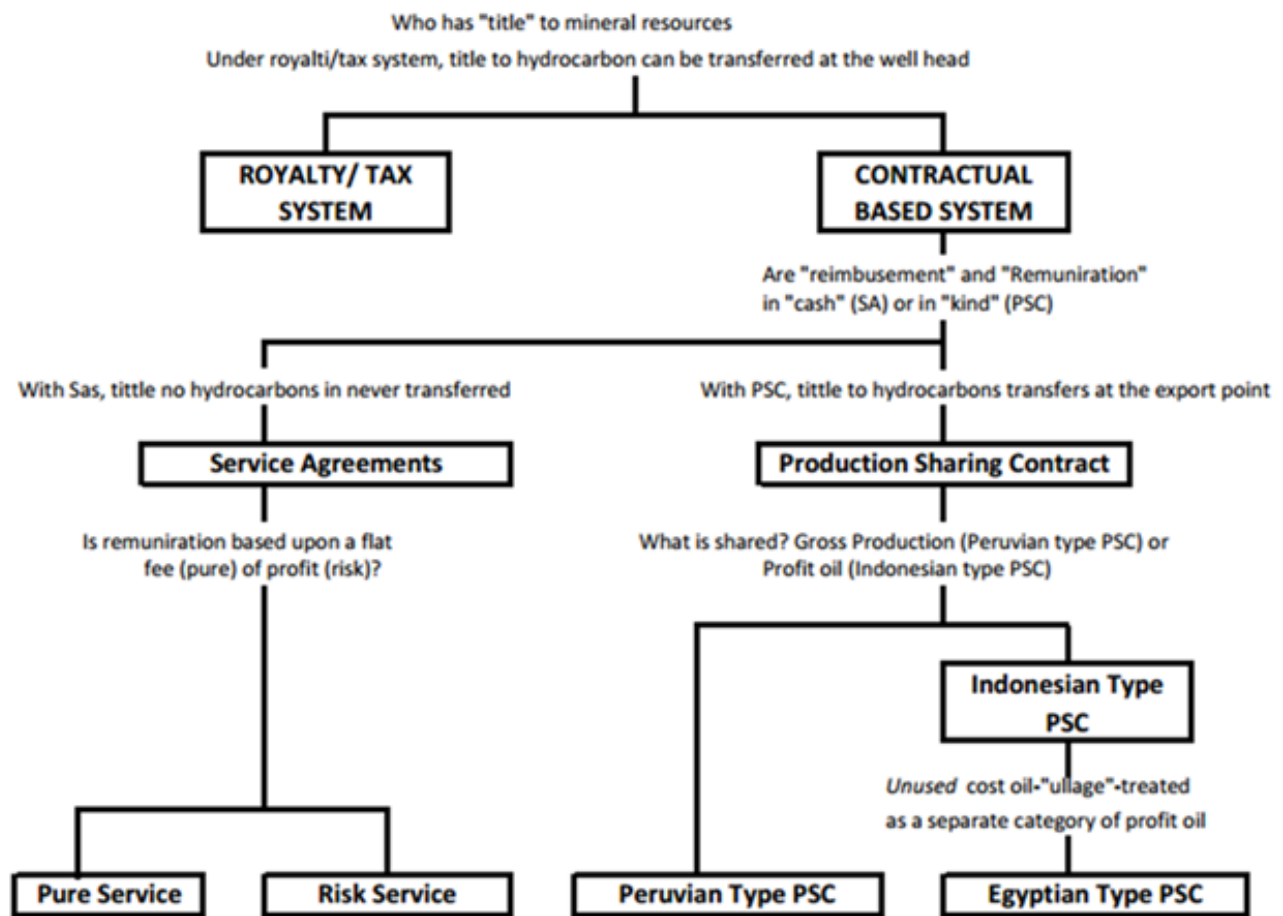 Who has "title" to mineral resources
Under royalti/tax system, title to hydrocarbon can be transferred at the well head
ROYALTY/ TAX
SYSTEM
CONTRACTUAL
BASED SYSTEM
Are "reimbusement" and "Remuniration"
in "cash" (SA) or in "kind" (PSC)
With Sas, tittle no hydrocarbons in never transferred
With PSC, tittle to hydrocarbons transfers at the export point
Service Agreements
Production Sharing Contract
Is remuniration based upon a flat
fee (pure) of profit (risk)?
What is shared? Gross Production (Peruvian type PSC) or
Profit oil (Indonesian type PSC)
Indonesian Type
PSC
Unused cost oil-"ullage"-treated
as a separate category of profit oil
Pure Service
Risk Service
Peruvian Type PSC
Egyptian Type PSC